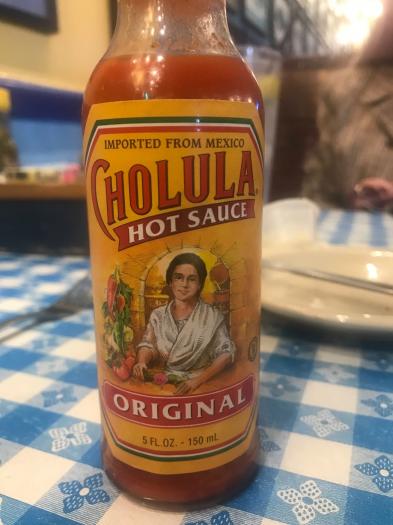 IMPORTED FROM MEXICO
CHOLULA®
HOT SAUCE
ORIGINAL
5 FL.OZ. - 150 mL